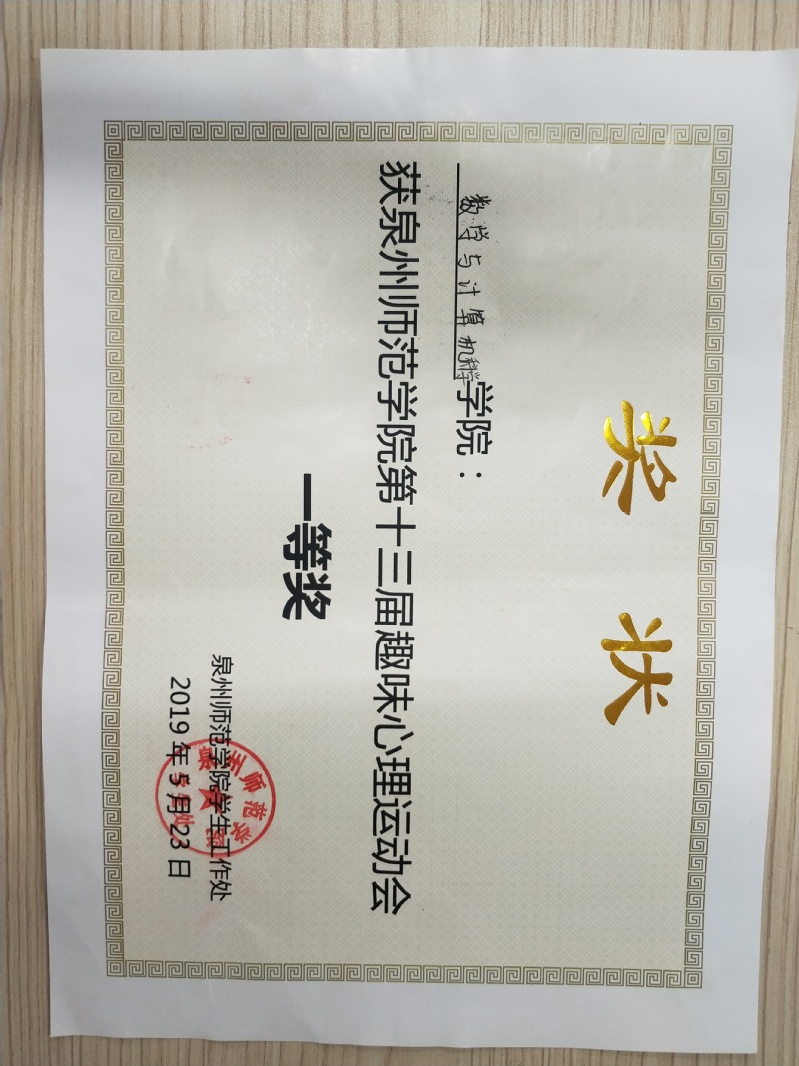 奖 状
数学与计算机科学学院：
获泉州师范学院第十三届趣味心理运动会
一等奖
泉州师范学院学生工作处
2019年5月23日